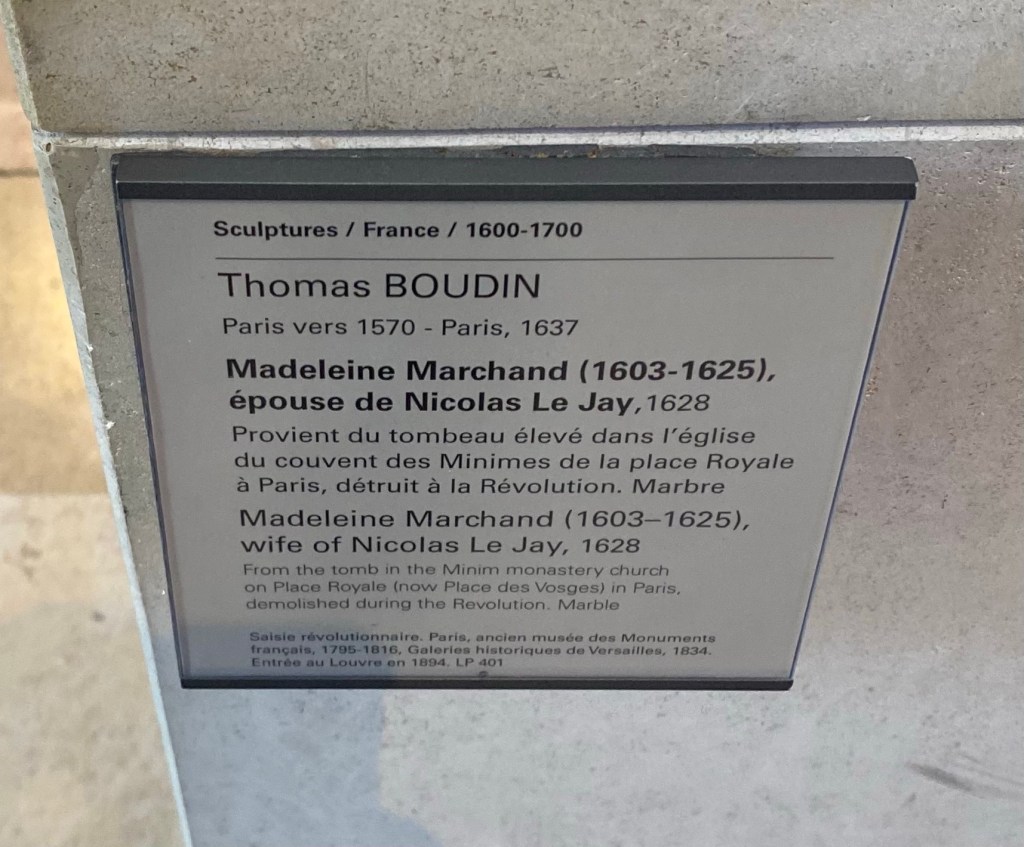 Sculptures / France / 1600-1700
Thomas BOUDIN
Paris vers 1570 - Paris, 1637
Madeleine Marchand (1603-1625),
épouse de Nicolas Le Jay,1628
Provient du tombeau élevé dans l'église
du couvent des Minimes de la place Royale
à Paris, détruit à la Révolution. Marbre
Madeleine Marchand (1603–1625),
wife of Nicolas Le Jay, 1628
From the tomb in the Minim monastery church
on Place Royale (now Place des Vosges) in Paris,
demolished during the Revolution. Marble
Saisie révolutionnaire. Paris, ancien musée des Monuments
français, 1795-1816, Galeries historiques de Versailles, 1834.
Entrée au Louvre en 1894. LP 401